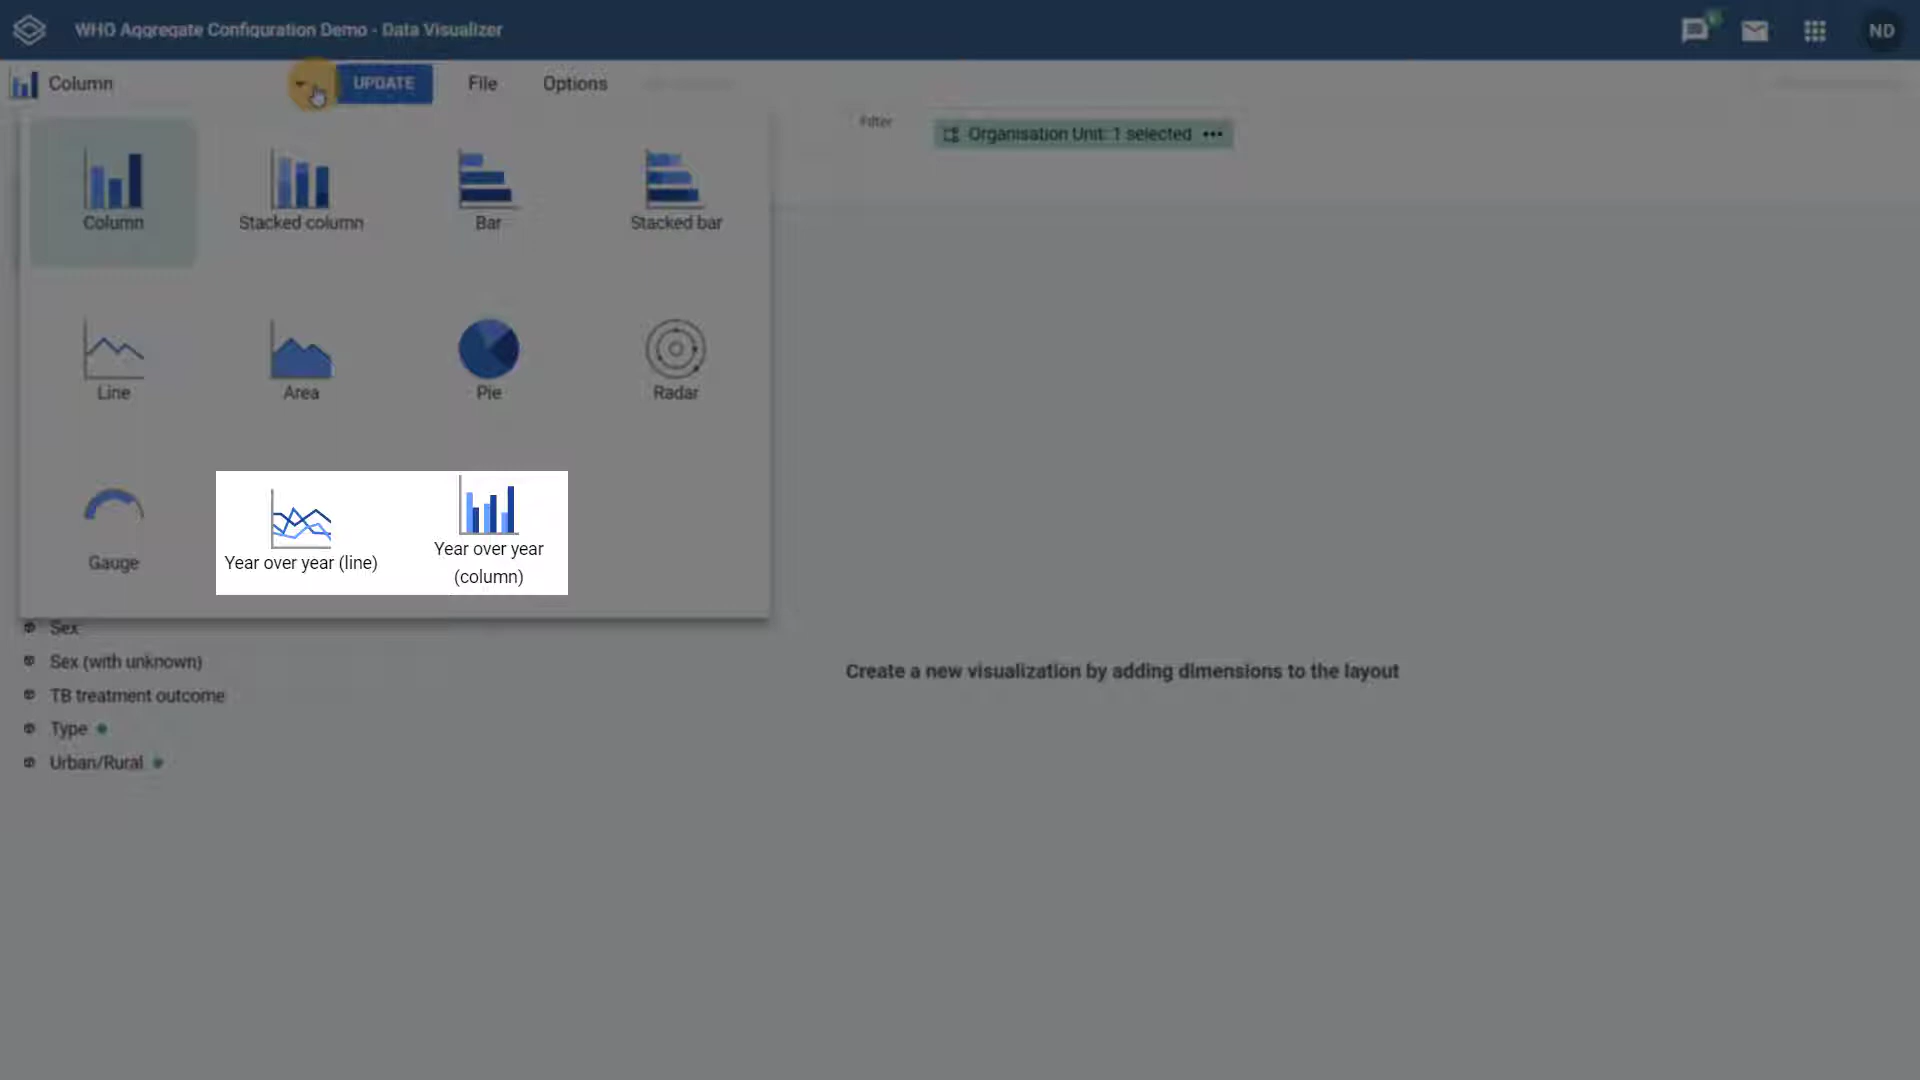 WHO Aggregate Configuration Demo - Data Visualizer
ND
Column
UPDATE
File
Options
Filter
Organisation Unit: 1 selected
Column
Stacked column
Bar
Stacked bar
Line
Area
Pie
Radar
Gauge
Year over year (line)
Year over year
(column)
Sex
Sex (with unknown)
TB treatment outcome
Type
Urban/Rural
Create a new visualization by adding dimensions to the layout